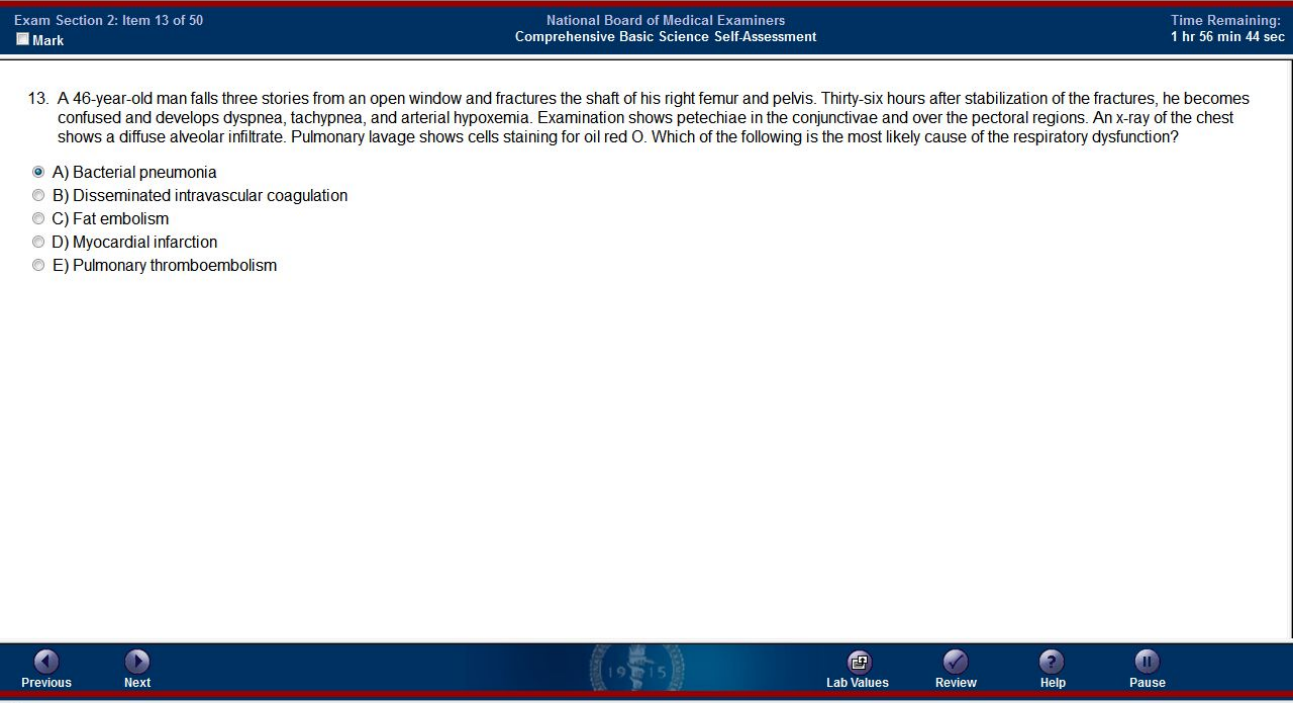 Exam Section 2: Item 13 of 50
National Board of Medical Examiners
Time Remaining:
Mark
Comprehensive Basic Science Self-Assessment
1 hr 56 min 44 sec
13. A 46-year-old man falls three stories from an open window and fractures the shaft of his right femur and pelvis. Thirty-six hours after stabilization of the fractures, he becomes
confused and develops dyspnea, tachypnea, and arterial hypoxemia. Examination shows petechiae in the conjunctivae and over the pectoral regions. An x-ray of the chest
shows a diffuse alveolar infiltrate. Pulmonary lavage shows cells staining for oil red O. Which of the following is the most likely cause of the respiratory dysfunction?
A) Bacterial pneumonia
B) Disseminated intravascular coagulation
C) Fat embolism
D) Myocardial infarction
E) Pulmonary thromboembolism
1915
Previous
Next
Lab Values
Review
Help
Pause